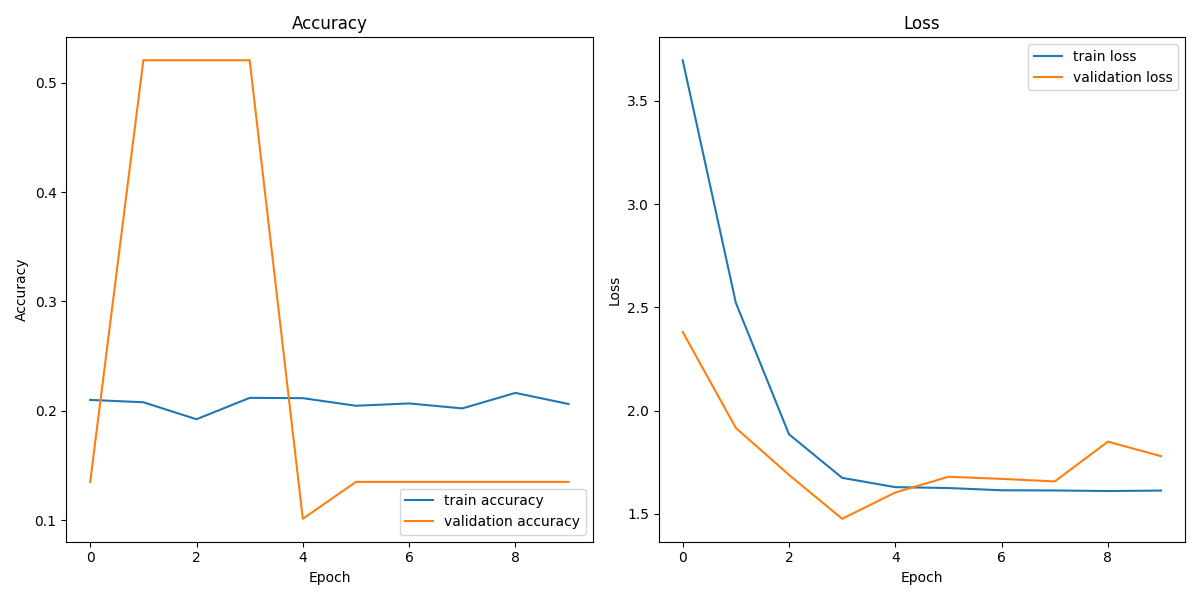 Accuracy
0.5
0.4
0.3
0.2
0.1
Accuracy
0 2 4 6 8
Epoch
train accuracy
validation accuracy
Loss
3.5
3.0
2.5
2.0
1.5
Loss
0 2 4 6 8
Epoch
train loss
validation loss